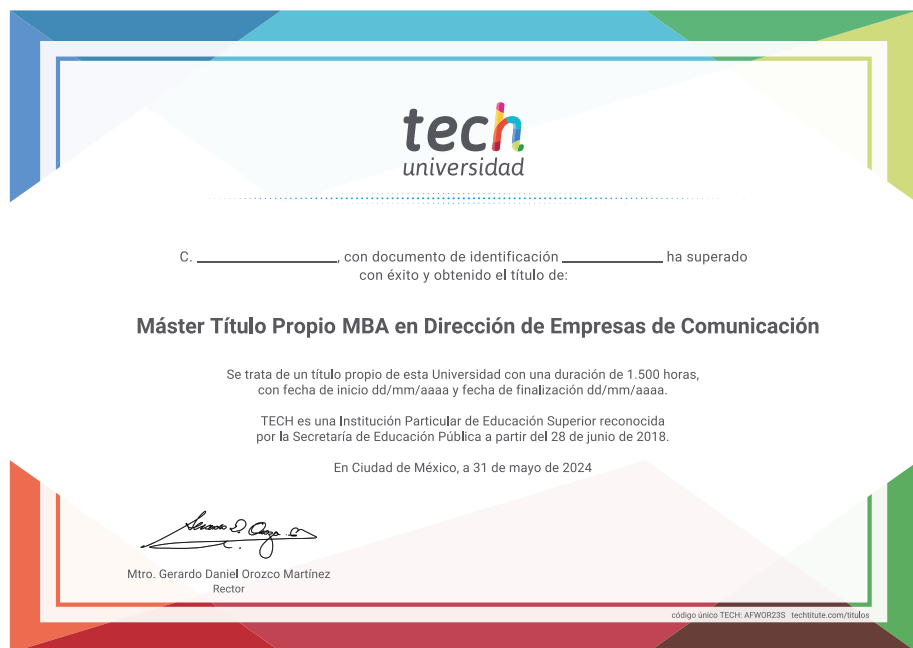 tech
universidad
C. ____________, con documento de identificación ____________ ha superado
con éxito y obtenido el título de:
Máster Título Propio MBA en Dirección de Empresas de Comunicación
Se trata de un título propio de esta Universidad con una duración de 1.500 horas,
con fecha de inicio dd/mm/aaaa y fecha de finalización dd/mm/aaaa.
TECH es una Institución Particular de Educación Superior reconocida
por la Secretaría de Educación Pública a partir del 28 de junio de 2018.
En Ciudad de México, a 31 de mayo de 2024
Mtro. Gerardo Daniel Orozco Martínez
Rector
código único TECH: AFWOR23S techtitute.com/titulos